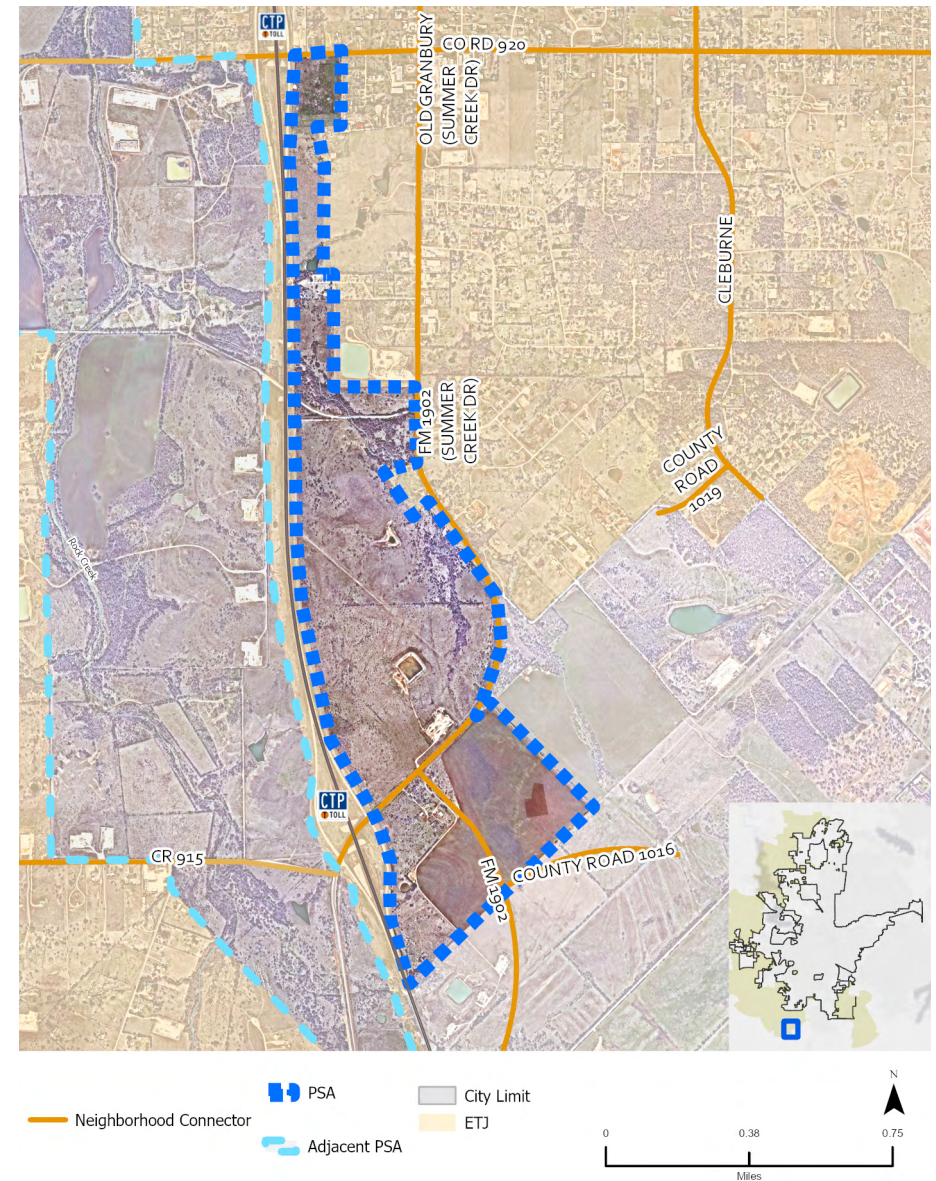 CTP
TOLL
CO RD 920
OLD GRANBURY
(SUMMER
CREEK DR)
CLEBURNE
FM 1902
(SUMMER
CREEK DR)
COUNTY
ROAD
1019
Rock Creek
CTP
TOLL
CR 915
FM 1902
COUNTY ROAD 1016
Neighborhood Connector
PSA
Adjacent PSA
City Limit
ETJ
N
0 0.38 0.75
Miles